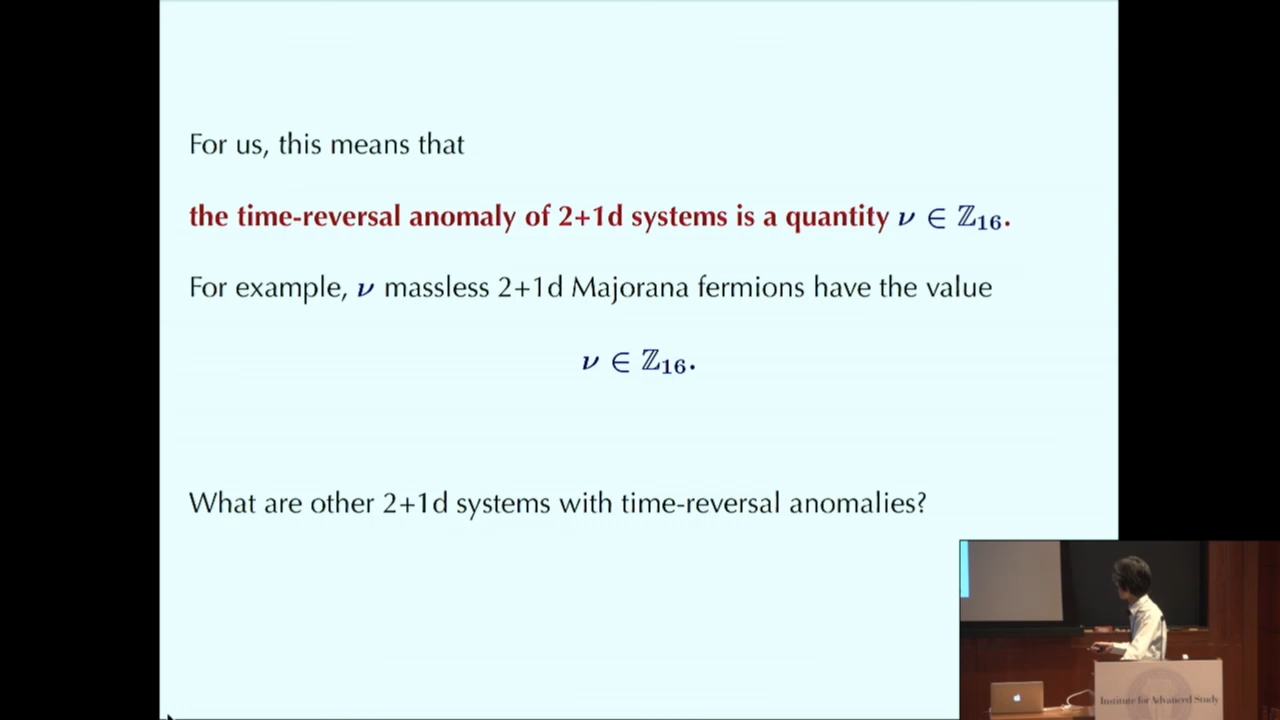 For us, this means that
the time-reversal anomaly of 2+1d systems is a quantity ν ∈ ℤ₁₆.
For example, ν massless 2+1d Majorana fermions have the value
ν ∈ ℤ₁₆.
What are other 2+1d systems with time-reversal anomalies?
Institute for Advanced Study